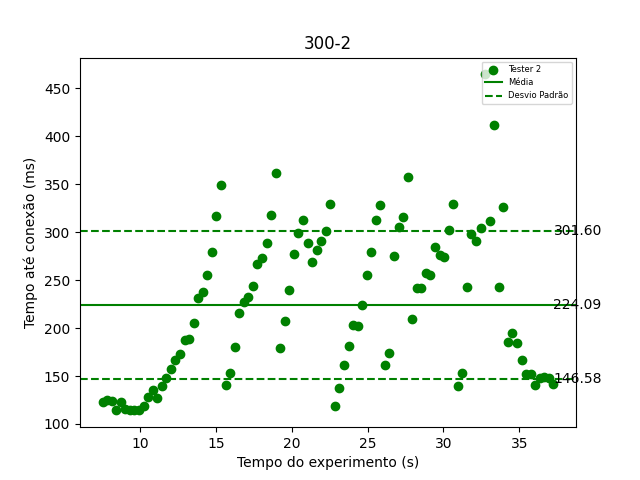 300-2
Tester 2
Média
Desvio Padrão
450
400
350
300
250
200
150
100
301.60
224.09
146.58
Tempo até conexão (ms)
10 15 20 25 30 35
Tempo do experimento (s)